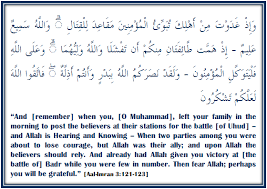 وَإِذْ غَدَوْتَ مِنْ أَهْلِكَ تُبَوِّئُ الْمُؤْمِنِينَ مَقَاعِدَ لِلْقِتَالِ ۗ وَاللَّهُ سَمِيعٌ
عَلِيمٌ - إِذْ هَمَّت طَّائِفَتَانِ مِنكُمْ أَن تَفْشَلَا وَاللَّهُ وَلِيُّهُمَا ۗ وَعَلَى اللَّهِ
فَلْيَتَوَكَّلِ الْمُؤْمِنُونَ - وَلَقَدْ نَصَرَكُمُ اللَّهُ بِبَدْرٍ وَأَنتُمْ أَذِلَّةٌ ۖ فَاتَّقُوا اللَّهَ
لَعَلَّكُمْ تَشْكُرُونَ
"And [remember] when you, [O Muhammad], left your family in the
morning to post the believers at their stations for the battle [of Uhud] –
and Allah is Hearing and Knowing – When two parties among you were
about to lose courage, but Allah was their ally; and upon Allah the
believers should rely. And already had Allah given you victory at [the
battle of] Badr while you were few in number. Then fear Allah; perhaps
you will be grateful." [Aal-Imran 3:121-123]